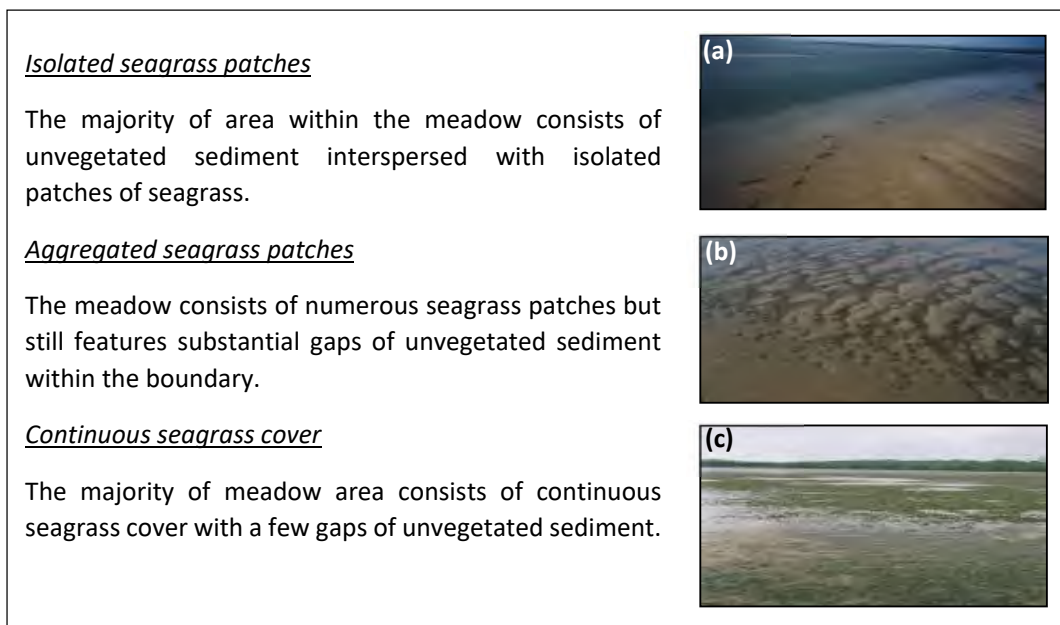 Isolated seagrass patches
The majority of area within the meadow consists of
unvegetated sediment interspersed with isolated
patches of seagrass.
Aggregated seagrass patches
The meadow consists of numerous seagrass patches but
still features substantial gaps of unvegetated sediment
within the boundary.
Continuous seagrass cover
The majority of meadow area consists of continuous
seagrass cover with a few gaps of unvegetated sediment.
(a)
(b)
(c)